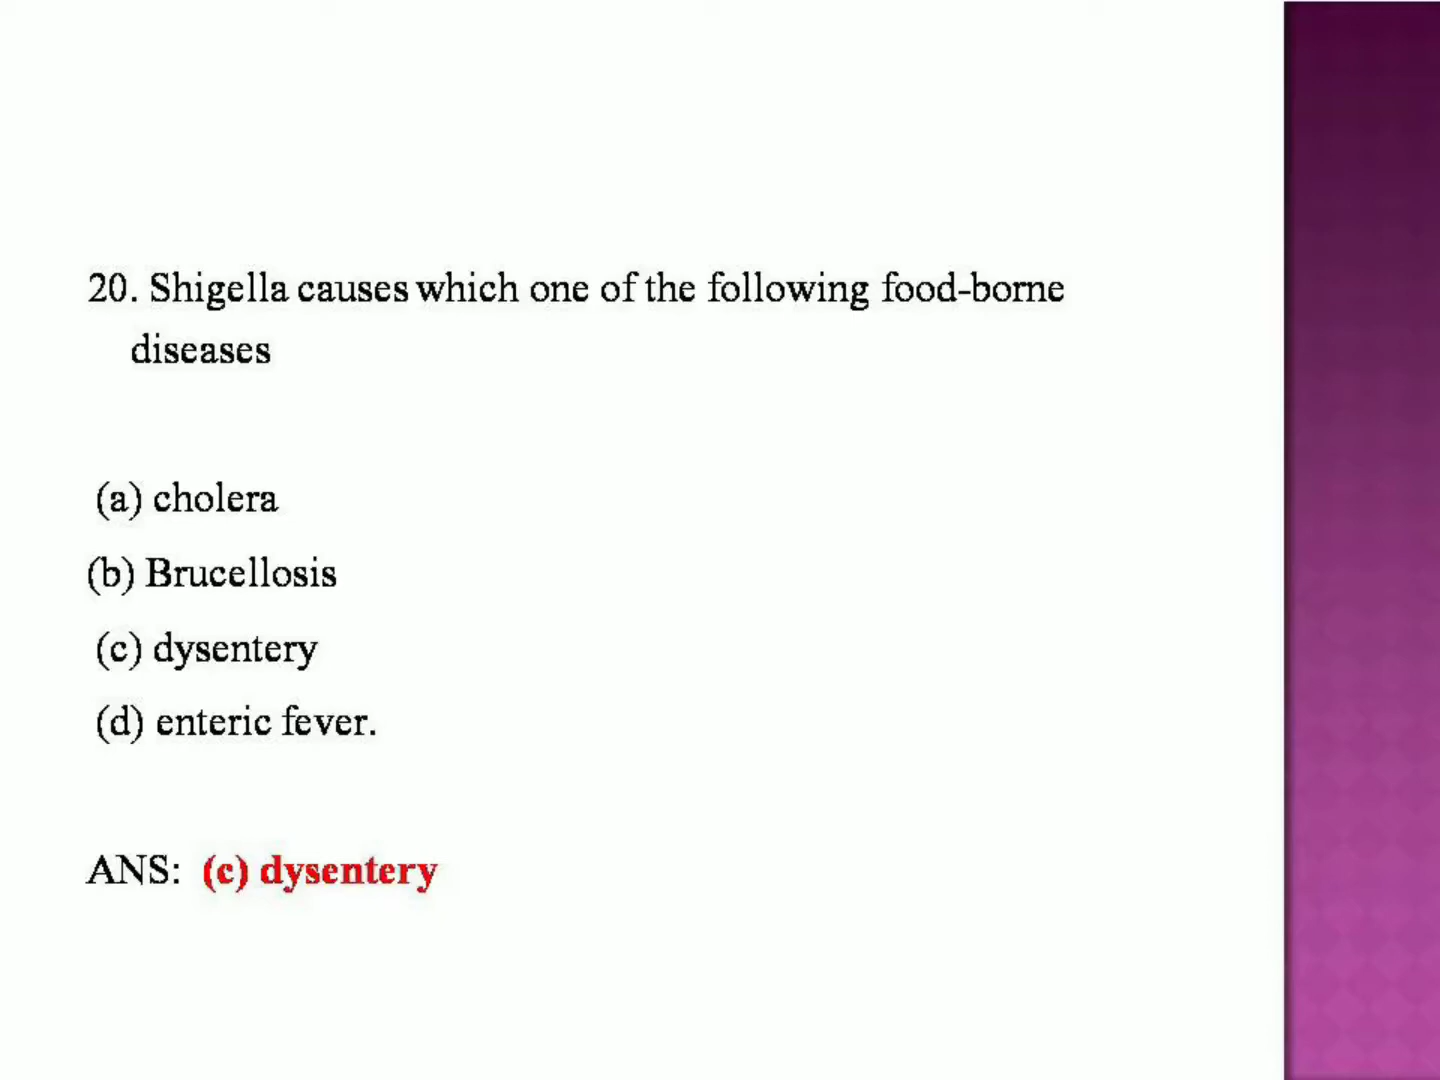 20. Shigella causes which one of the following food-borne
diseases
(a) cholera
(b) Brucellosis
(c) dysentery
(d) enteric fever.
ANS: (c) dysentery